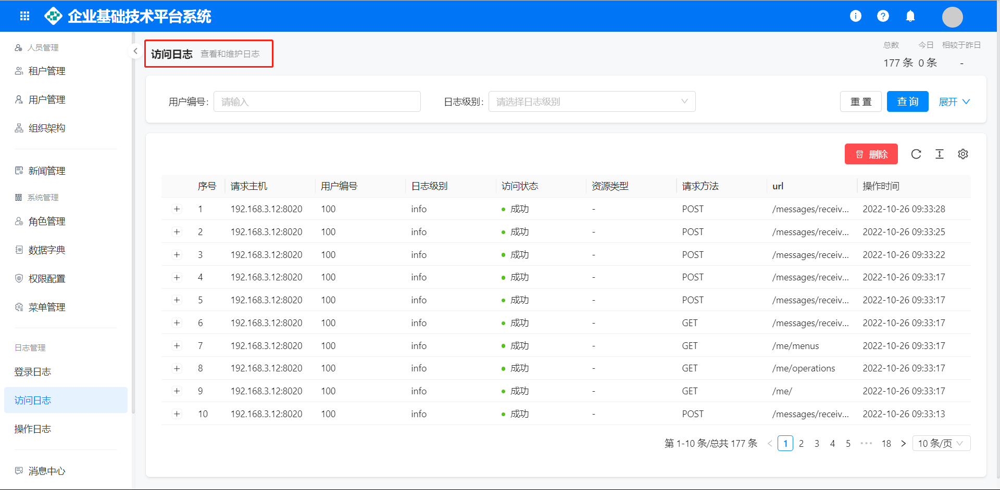 企业基础技术平台系统
人员管理
租户管理
用户管理
组织架构
新闻管理
系统管理
角色管理
数据字典
权限配置
菜单管理
日志管理
登录日志
访问日志
操作日志
消息中心
访问日志 查看和维护日志
总数 今日 相较于昨日
177 条 0 条 -
用户编号: 请输入 日志级别: 请选择日志级别 重 置 查 询 展开
删除
序号 请求主机 用户编号 日志级别 访问状态 资源类型 请求方法 url 操作时间
1 192.168.3.12:8020 100 info 成功 - POST /messages/receiv... 2022-10-26 09:33:28
2 192.168.3.12:8020 100 info 成功 - POST /messages/receiv... 2022-10-26 09:33:25
3 192.168.3.12:8020 100 info 成功 - POST /messages/receiv... 2022-10-26 09:33:22
4 192.168.3.12:8020 100 info 成功 - POST /messages/receiv... 2022-10-26 09:33:17
5 192.168.3.12:8020 100 info 成功 - POST /messages/receiv... 2022-10-26 09:33:17
6 192.168.3.12:8020 100 info 成功 - GET /messages/receiv... 2022-10-26 09:33:17
7 192.168.3.12:8020 100 info 成功 - GET /me/menus 2022-10-26 09:33:17
8 192.168.3.12:8020 100 info 成功 - GET /me/operations 2022-10-26 09:33:17
9 192.168.3.12:8020 100 info 成功 - GET /me/ 2022-10-26 09:33:17
10 192.168.3.12:8020 100 info 成功 - POST /messages/receiv... 2022-10-26 09:33:13
第 1-10 条/总共 177 条 < 1 2 3 4 5 ••• 18 > 10 条/页